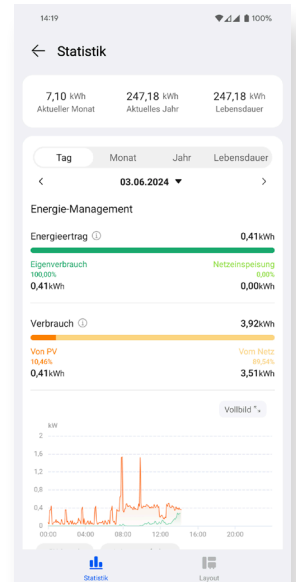 14:19 100%
Statistik
7,10 kWh 247,18 kWh 247,18 kWh
Aktueller Monat Aktuelles Jahr Lebensdauer
Tag Monat Jahr Lebensdauer
< 03.06.2024 ▼ >
Energie-Management
Energieertrag ⓘ 0,41kWh
Eigenverbrauch Netzeinspeisung
100,00% 0,00%
0,41kWh 0,00kWh
Verbrauch ⓘ 3,92kWh
Von PV Vom Netz
10,46% 89,54%
0,41kWh 3,51kWh
Vollbild
kW
2
1,6
1,2
0,8
0,4
0
00:00 04:00 08:00 12:00 16:00 20:00
Statistik Layout